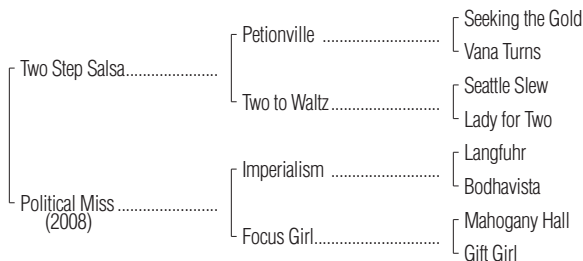 Seeking the Gold
Petionville
Vana Turns
Two Step Salsa
Seattle Slew
Two to Waltz
Lady for Two
Langfuhr
Imperialism
Bodhavista
Political Miss
(2008)
Mahogany Hall
Focus Girl
Gift Girl